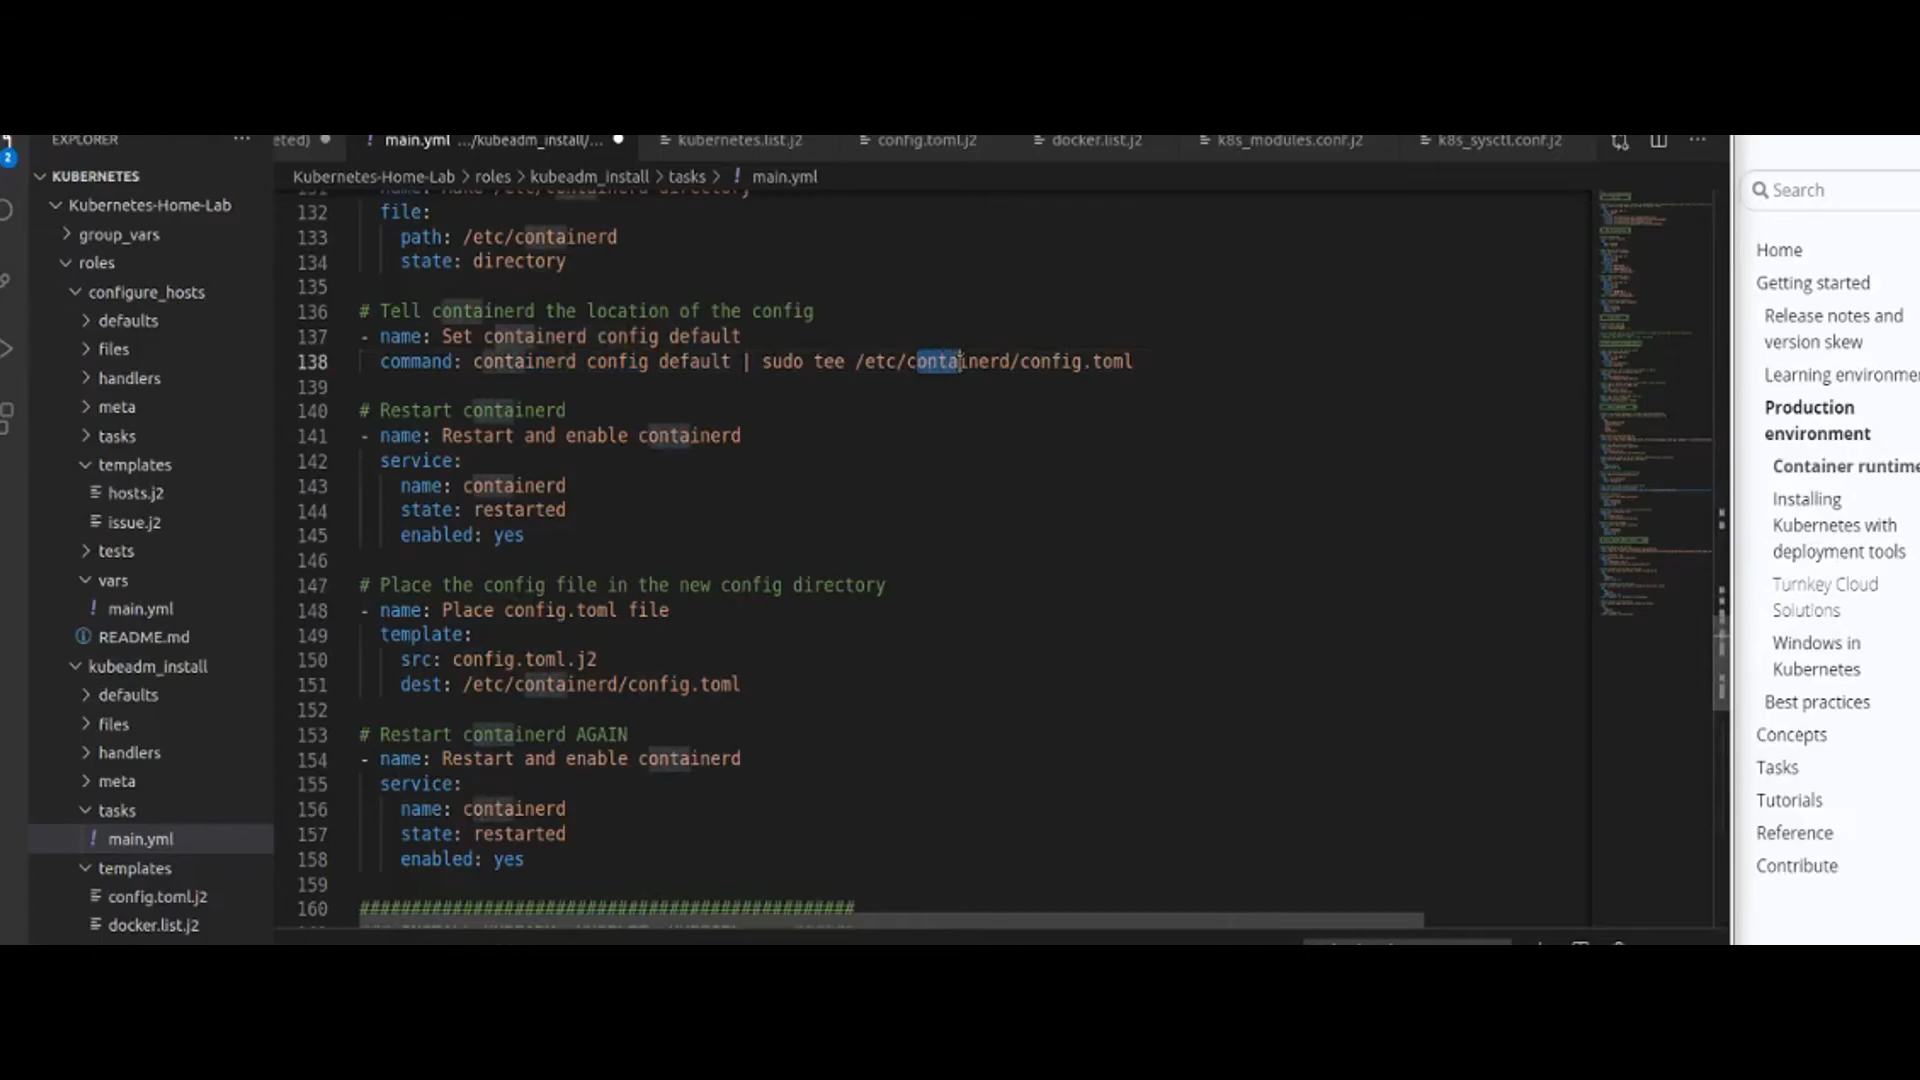 EXPLORER
···
eted)
main.yml .../kubeadm_install/...
kubernetes.list.j2
config.toml.j2
docker.list.j2
k8s_modules.conf.j2
k8s_sysctl.conf.j2
2
KUBERNETES
Kubernetes-Home-Lab
group_vars
roles
configure_hosts
defaults
files
handlers
meta
tasks
templates
hosts.j2
issue.j2
tests
vars
main.yml
README.md
kubeadm_install
defaults
files
handlers
meta
tasks
main.yml
templates
config.toml.j2
docker.list.j2
Kubernetes-Home-Lab > roles > kubeadm_install > tasks > ! main.yml
132 file:
133 path: /etc/containerd
134 state: directory
135
136 # Tell containerd the location of the config
137 - name: Set containerd config default
138 command: containerd config default | sudo tee /etc/containerd/config.toml
139
140 # Restart containerd
141 - name: Restart and enable containerd
142 service:
143 name: containerd
144 state: restarted
145 enabled: yes
146
147 # Place the config file in the new config directory
148 - name: Place config.toml file
149 template:
150 src: config.toml.j2
151 dest: /etc/containerd/config.toml
152
153 # Restart containerd AGAIN
154 - name: Restart and enable containerd
155 service:
156 name: containerd
157 state: restarted
158 enabled: yes
159
160 ################################################
Search
Home
Getting started
Release notes and
version skew
Learning environme
Production
environment
Container runtime
Installing
Kubernetes with
deployment tools
Turnkey Cloud
Solutions
Windows in
Kubernetes
Best practices
Concepts
Tasks
Tutorials
Reference
Contribute